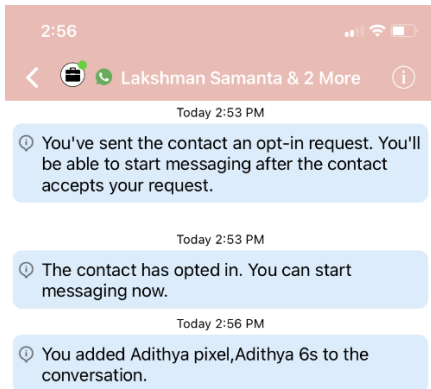 2:56
Lakshman Samanta & 2 More
Today 2:53 PM
You've sent the contact an opt-in request. You'll
be able to start messaging after the contact
accepts your request.
Today 2:53 PM
The contact has opted in. You can start
messaging now.
Today 2:56 PM
You added Adithya pixel,Adithya 6s to the
conversation.